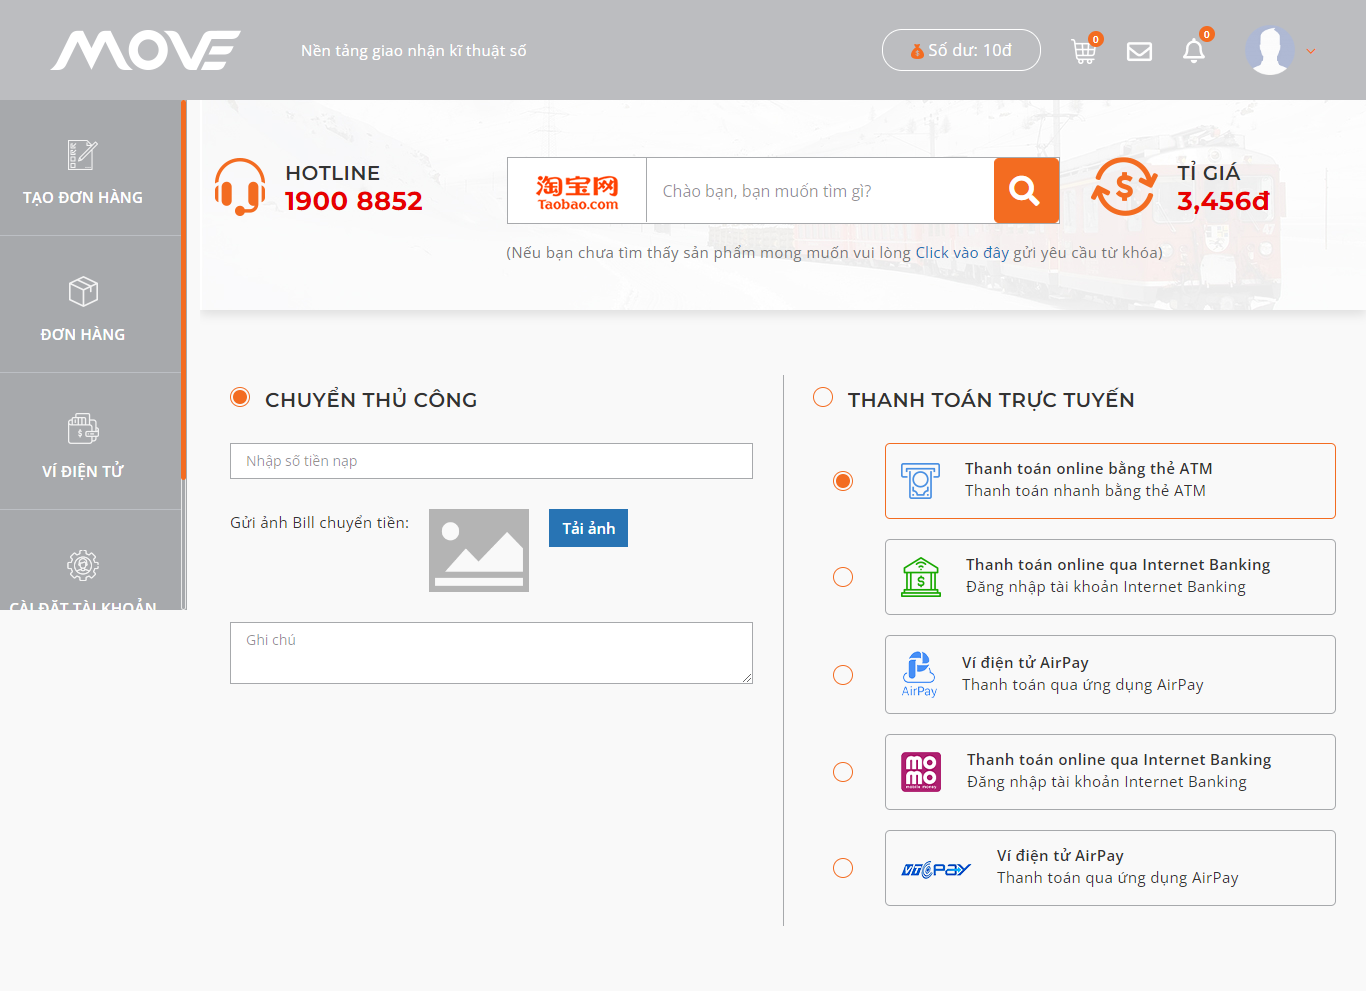 MOVE
Nền tảng giao nhận kĩ thuật số
Số dư: 10đ
0
0
TẠO ĐƠN HÀNG
ĐƠN HÀNG
VÍ ĐIỆN TỬ
CÀI ĐẶT TÀI KHOẢN
HOTLINE
1900 8852
淘宝网
Taobao.com
Chào bạn, bạn muốn tìm gì?
TỈ GIÁ
3,456đ
(Nếu bạn chưa tìm thấy sản phẩm mong muốn vui lòng Click vào đây gửi yêu cầu từ khóa)
CHUYỂN THỦ CÔNG
Nhập số tiền nạp
Gửi ảnh Bill chuyển tiền:
Tải ảnh
Ghi chú
THANH TOÁN TRỰC TUYẾN
Thanh toán online bằng thẻ ATM
Thanh toán nhanh bằng thẻ ATM
Thanh toán online qua Internet Banking
Đăng nhập tài khoản Internet Banking
AirPay
Ví điện tử AirPay
Thanh toán qua ứng dụng AirPay
mo
mo
mobile money
Thanh toán online qua Internet Banking
Đăng nhập tài khoản Internet Banking
VTCPAY
Ví điện tử AirPay
Thanh toán qua ứng dụng AirPay